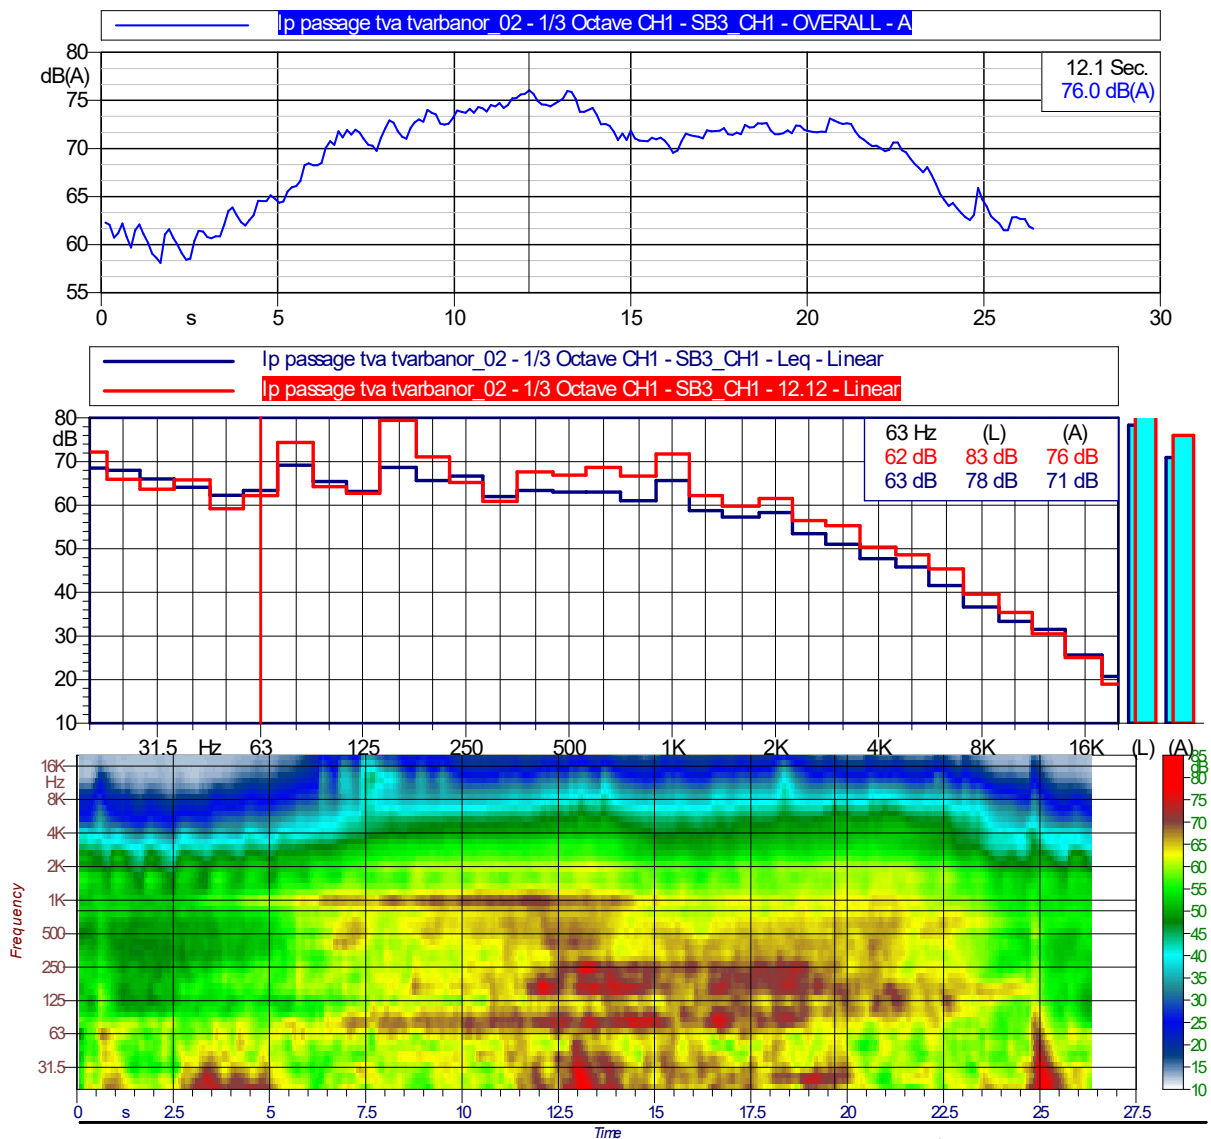 Ip passage tva tvarbanor_02 - 1/3 Octave CH1 - SB3_CH1 - OVERALL - A
80
dB(A)
75
70
65
60
55
12.1 Sec.
76.0 dB(A)
0 s 5 10 15 20 25 30
Ip passage tva tvarbanor_02 - 1/3 Octave CH1 - SB3_CH1 - Leq - Linear
Ip passage tva tvarbanor_02 - 1/3 Octave CH1 - SB3_CH1 - 12.12 - Linear
80
dB
70
60
50
40
30
20
10
63 Hz (L) (A)
62 dB 83 dB 76 dB
63 dB 78 dB 71 dB
31.5 Hz 63 125 250 500 1K 2K 4K 8K 16K (L) (A)
16K
Hz
8K
4K
2K
1K
500
250
125
63
31.5
Frequency
85
dB
80
75
70
65
60
55
50
45
40
35
30
25
20
15
10
0 s 2.5 5 7.5 10 12.5 15 17.5 20 22.5 25 27.5
Time